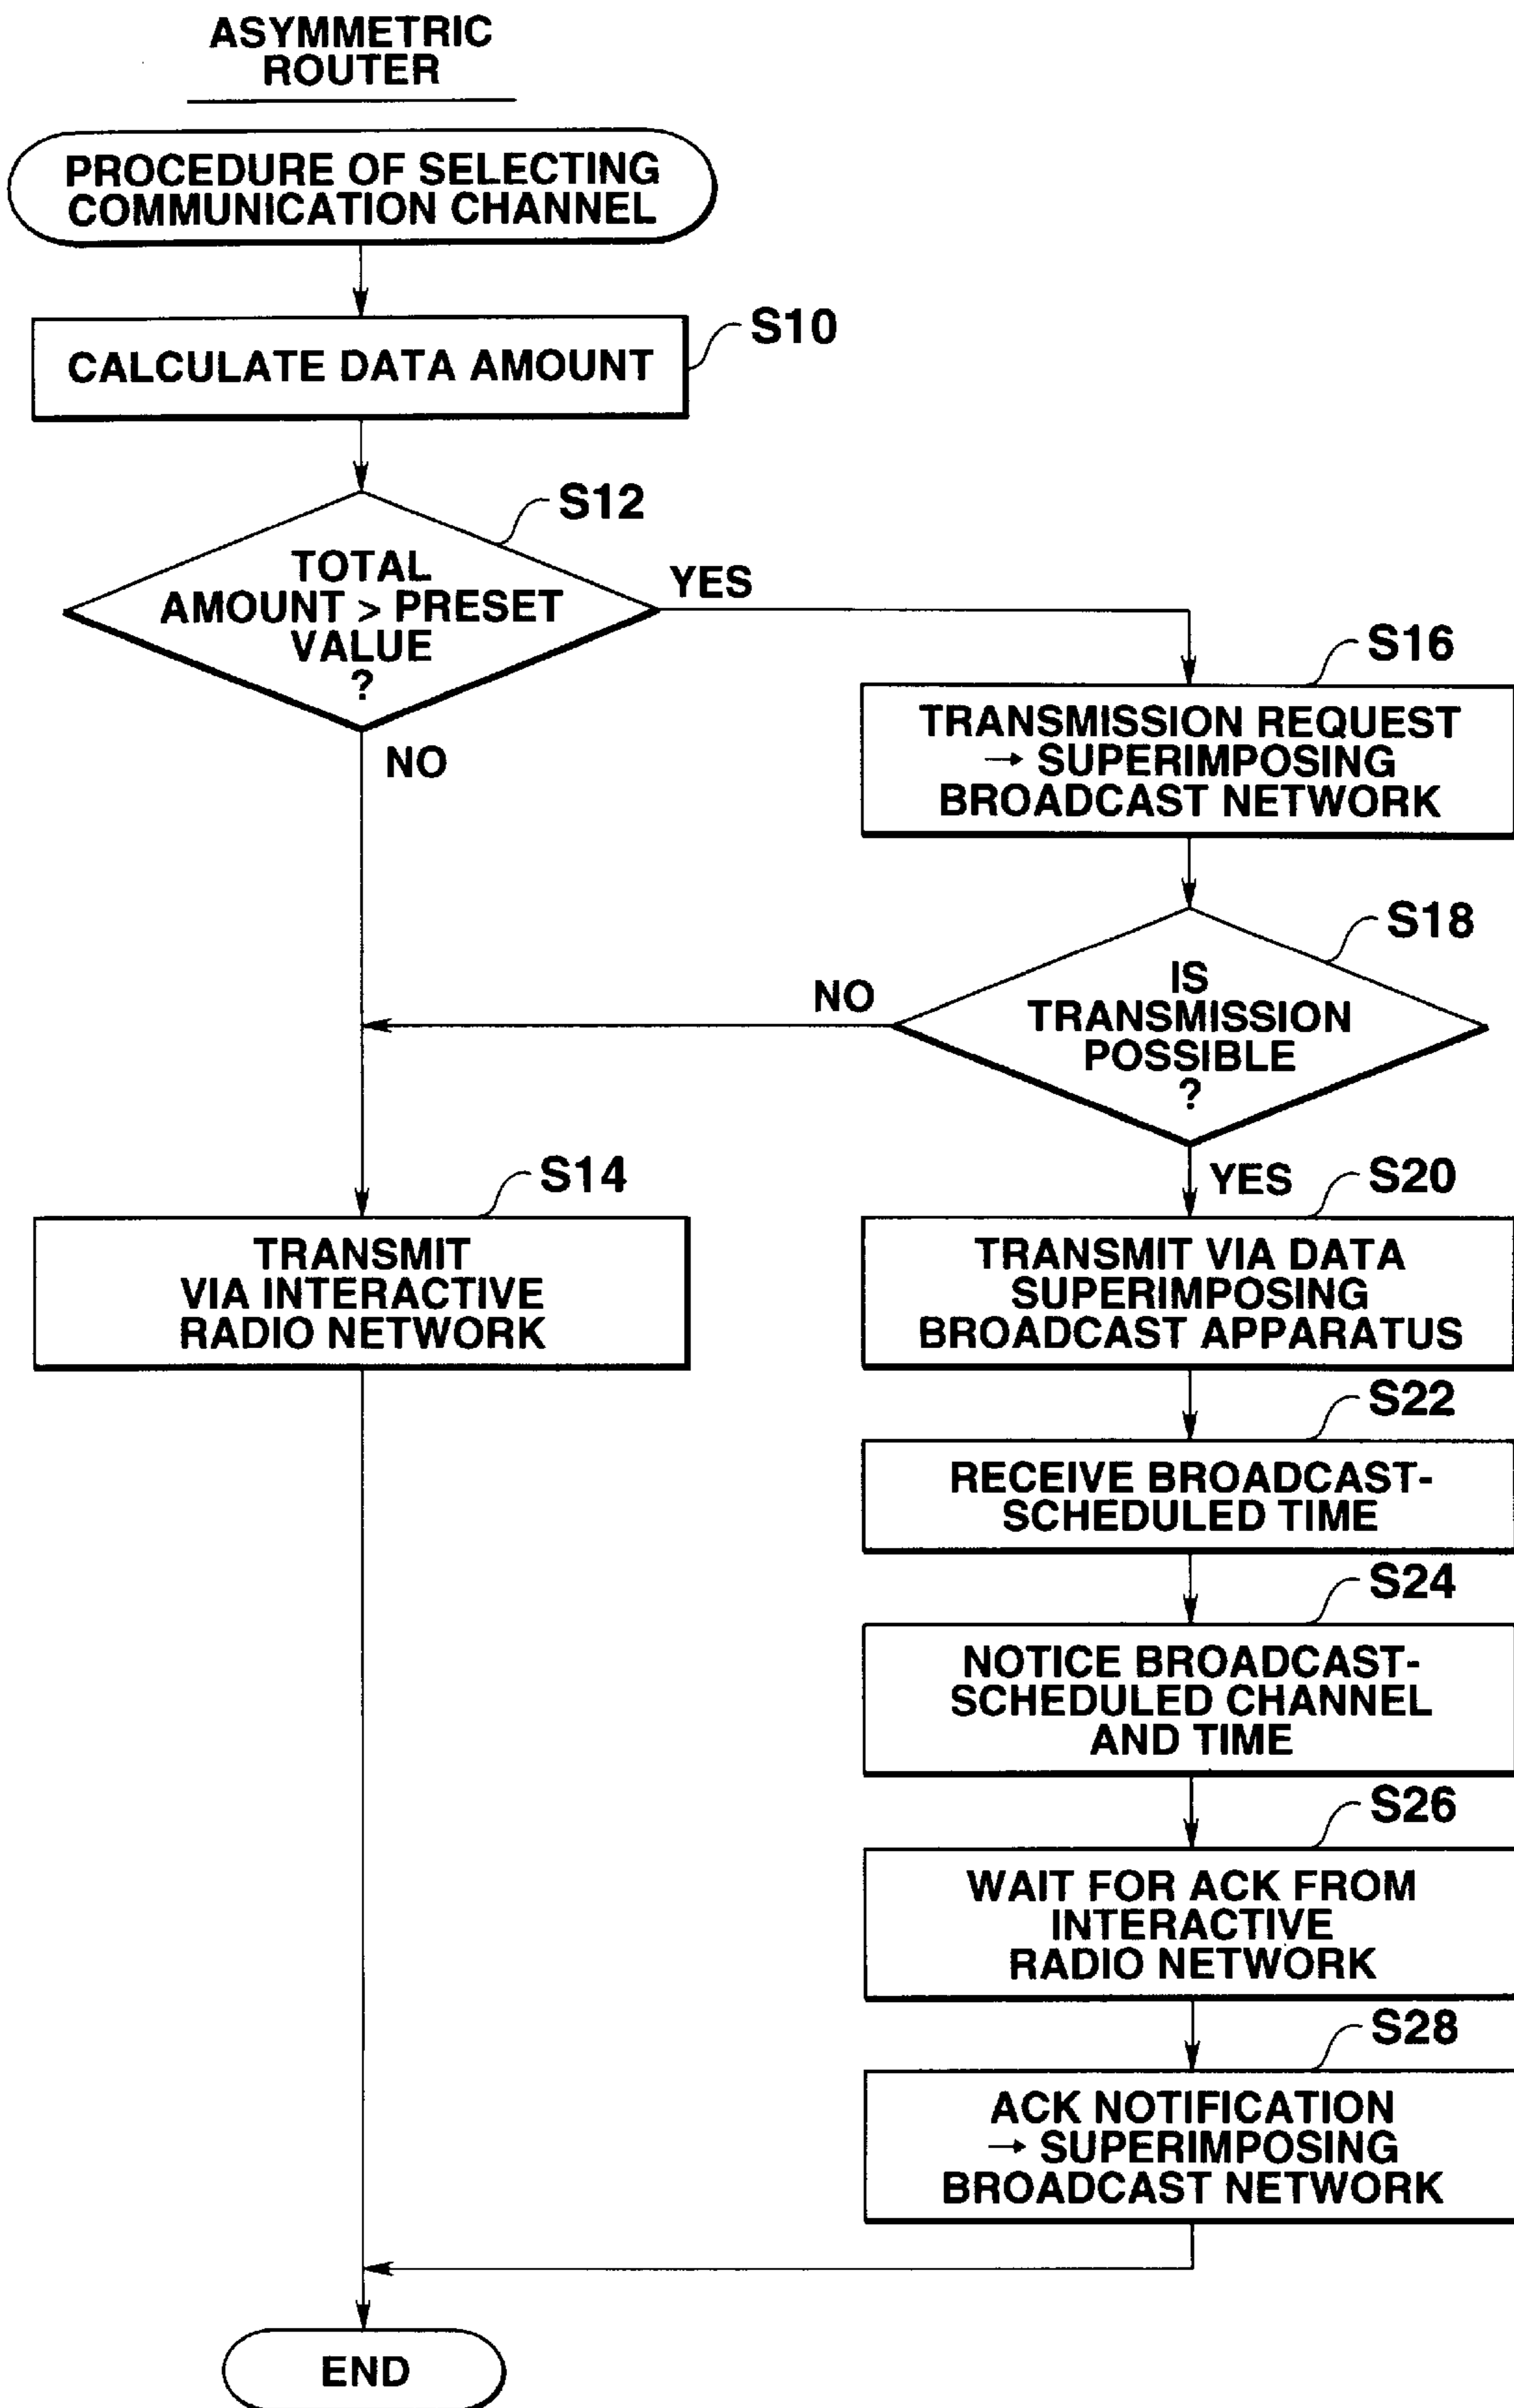 ASYMMETRIC
ROUTER
PROCEDURE OF SELECTING
COMMUNICATION CHANNEL
S10
CALCULATE DATA AMOUNT
S12
TOTAL
AMOUNT > PRESET
VALUE
?
YES
NO
S16
TRANSMISSION REQUEST
→ SUPERIMPOSING
BROADCAST NETWORK
S18
IS
TRANSMISSION
POSSIBLE
?
NO
YES
S14
TRANSMIT
VIA INTERACTIVE
RADIO NETWORK
S20
TRANSMIT VIA DATA
SUPERIMPOSING
BROADCAST APPARATUS
S22
RECEIVE BROADCAST-
SCHEDULED TIME
S24
NOTICE BROADCAST-
SCHEDULED CHANNEL
AND TIME
S26
WAIT FOR ACK FROM
INTERACTIVE
RADIO NETWORK
S28
ACK NOTIFICATION
→ SUPERIMPOSING
BROADCAST NETWORK
END